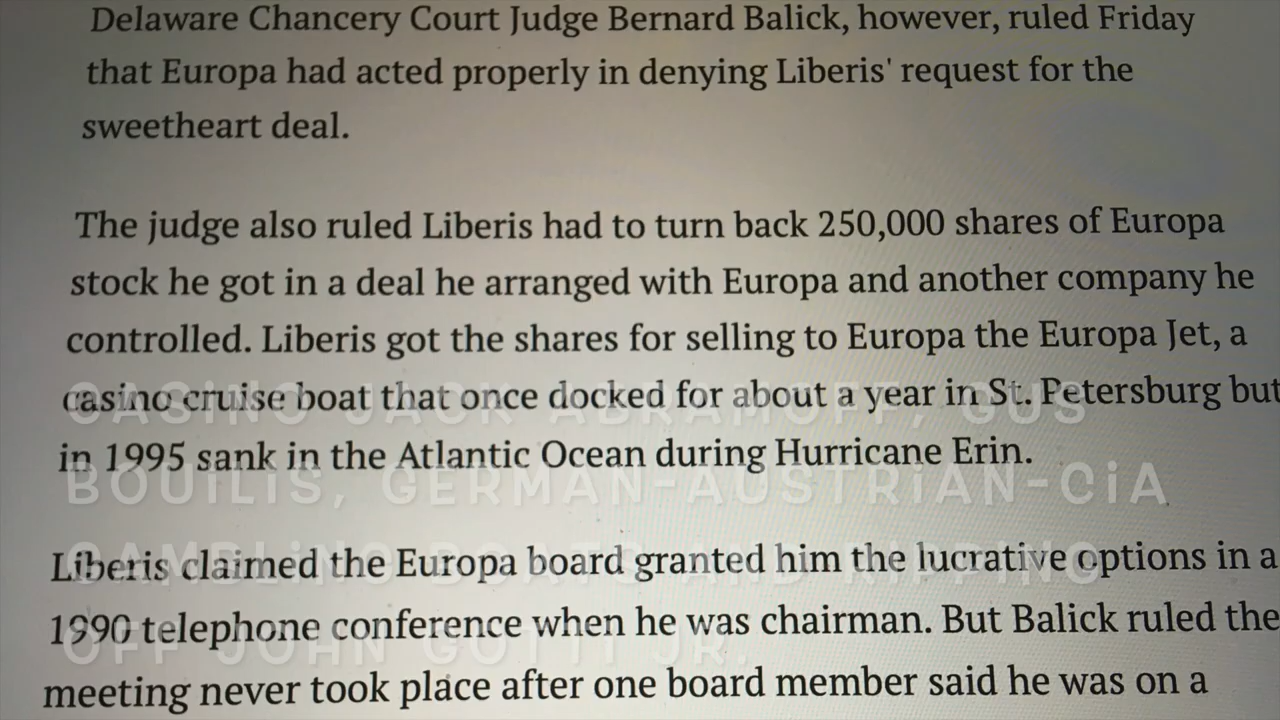 Delaware Chancery Court Judge Bernard Balick, however, ruled Friday
that Europa had acted properly in denying Liberis' request for the
sweetheart deal.
The judge also ruled Liberis had to turn back 250,000 shares of Europa
stock he got in a deal he arranged with Europa and another company he
controlled. Liberis got the shares for selling to Europa the Europa Jet, a
casino cruise boat that once docked for about a year in St. Petersburg but
in 1995 sank in the Atlantic Ocean during Hurricane Erin.
Liberis claimed the Europa board granted him the lucrative options in a
1990 telephone conference when he was chairman. But Balick ruled the
meeting never took place after one board member said he was on a
CASINO JACK ABRAMOFF, GUS
BOUILIS, GERMAN-AUSTRIAN-CIA
GAMBLING BOATS AND RIPPING
OFF JOHN GOTTI JR.